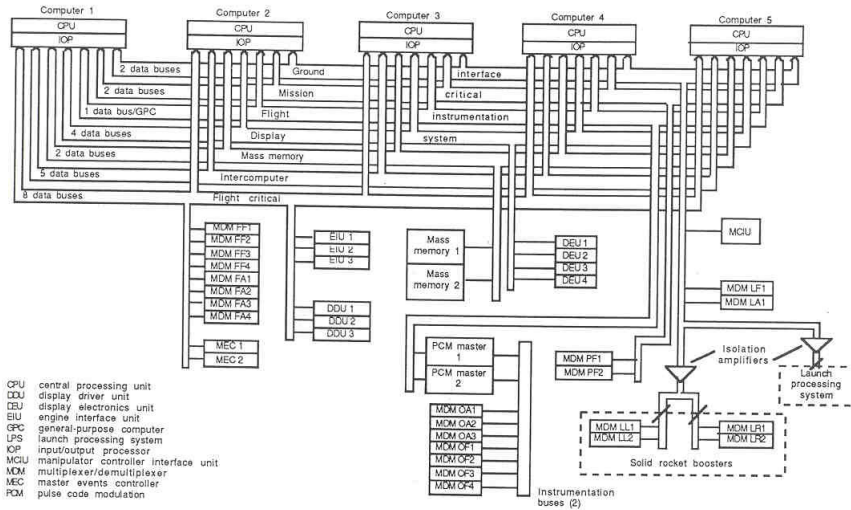 Computer 1
CPU
IOP
Computer 2
CPU
IOP
Computer 3
CPU
IOP
Computer 4
CPU
IOP
Computer 5
CPU
IOP
2 data buses
Ground interface
2 data buses
Mission critical
1 data bus/GPC
Flight instrumentation
4 data buses
Display system
2 data buses
Mass memory
5 data buses
Intercomputer
8 data buses
Flight critical
MDM FF1
MDM FF2
MDM FF3
MDM FF4
MDM FA1
MDM FA2
MDM FA3
MDM FA4
MEC 1
MEC 2
EIU 1
EIU 2
EIU 3
DDU 1
DDU 2
DDU 3
Mass
memory 1
Mass
memory 2
DEU 1
DEU 2
DEU 3
DEU 4
MCIU
MDM LF1
MDM LA1
PCM master
1
PCM master
2
MDM PF1
MDM PF2
Isolation
amplifiers
Launch
processing
system
MDM OA1
MDM OA2
MDM OA3
MDM OF1
MDM OF2
MDM OF3
MDM OF4
Instrumentation
buses (2)
MDM LL1
MDM LL2
MDM LR1
MDM LR2
Solid rocket boosters
CPU central processing unit
DDU display driver unit
DEU display electronics unit
EIU engine interface unit
GPC general-purpose computer
LPS launch processing system
IOP input/output processor
MCIU manipulator controller interface unit
MDM multiplexer/demultiplexer
MEC master events controller
PCM pulse code modulation